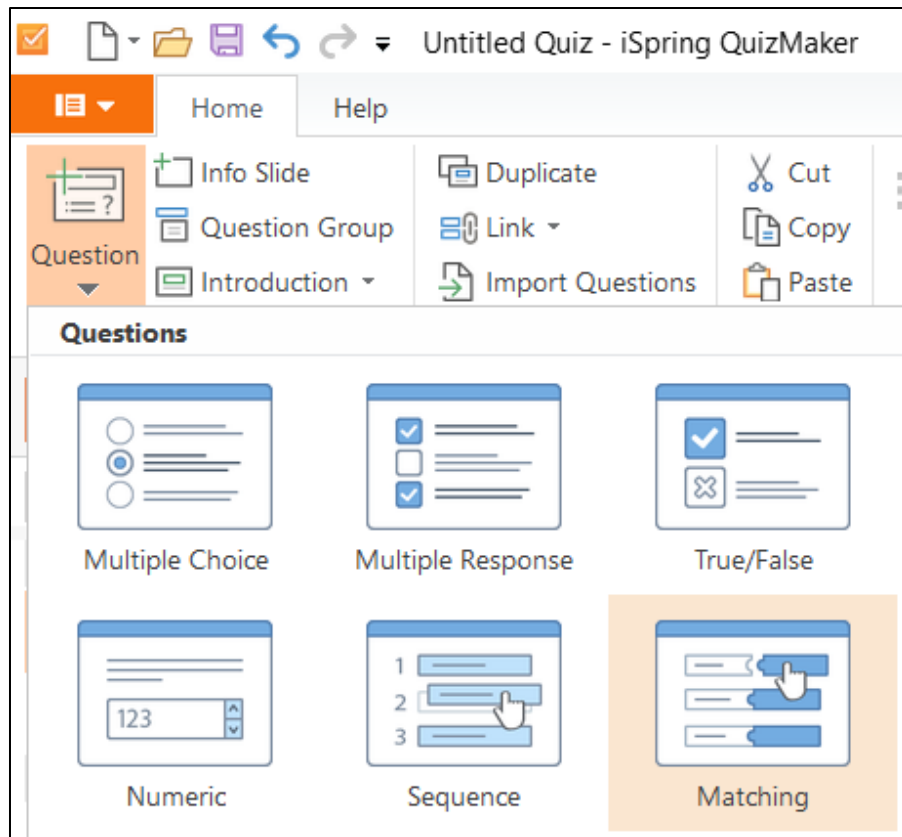 Untitled Quiz - iSpring QuizMaker
Home Help
Info Slide Duplicate Cut
? Question Group Link Copy
Question
Introduction Import Questions Paste
Questions
Multiple Choice Multiple Response True/False
123
1
2
3
Numeric Sequence Matching